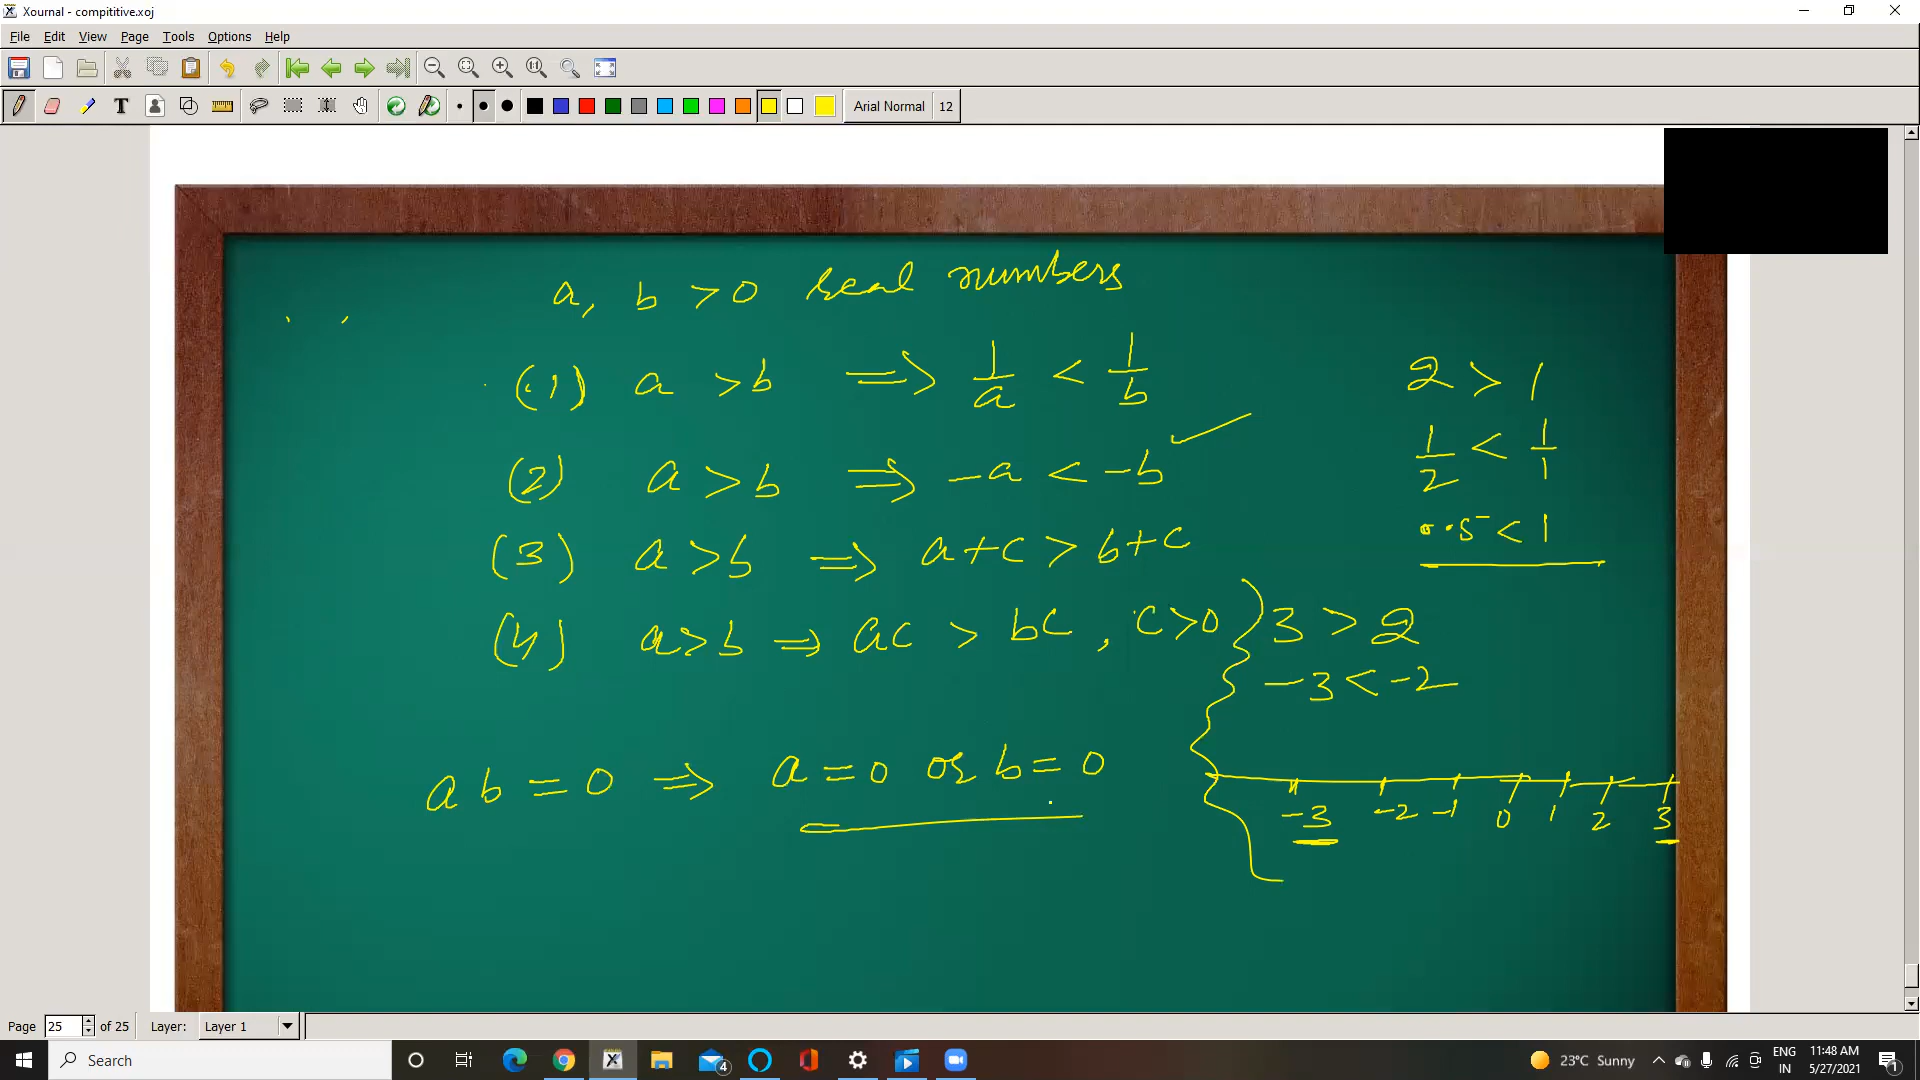 Xournal - compititive.xoj
File Edit View Page Tools Options Help
Arial Normal 12
a, b > 0 real numbers
(1) a > b ⟹ 1/a < 1/b
(2) a > b ⟹ -a < -b ✓
(3) a > b ⟹ a+c > b+c
(4) a > b ⟹ ac > bc, c > 0
ab = 0 ⟹ a = 0 or b = 0
2 > 1
1/2 < 1/1
0.5 < 1
3 > 2
-3 < -2
-3 -2 -1 0 1 2 3
Page 25 of 25 Layer: Layer 1
Search
4
23°C Sunny
ENG
IN
11:48 AM
5/27/2021
1